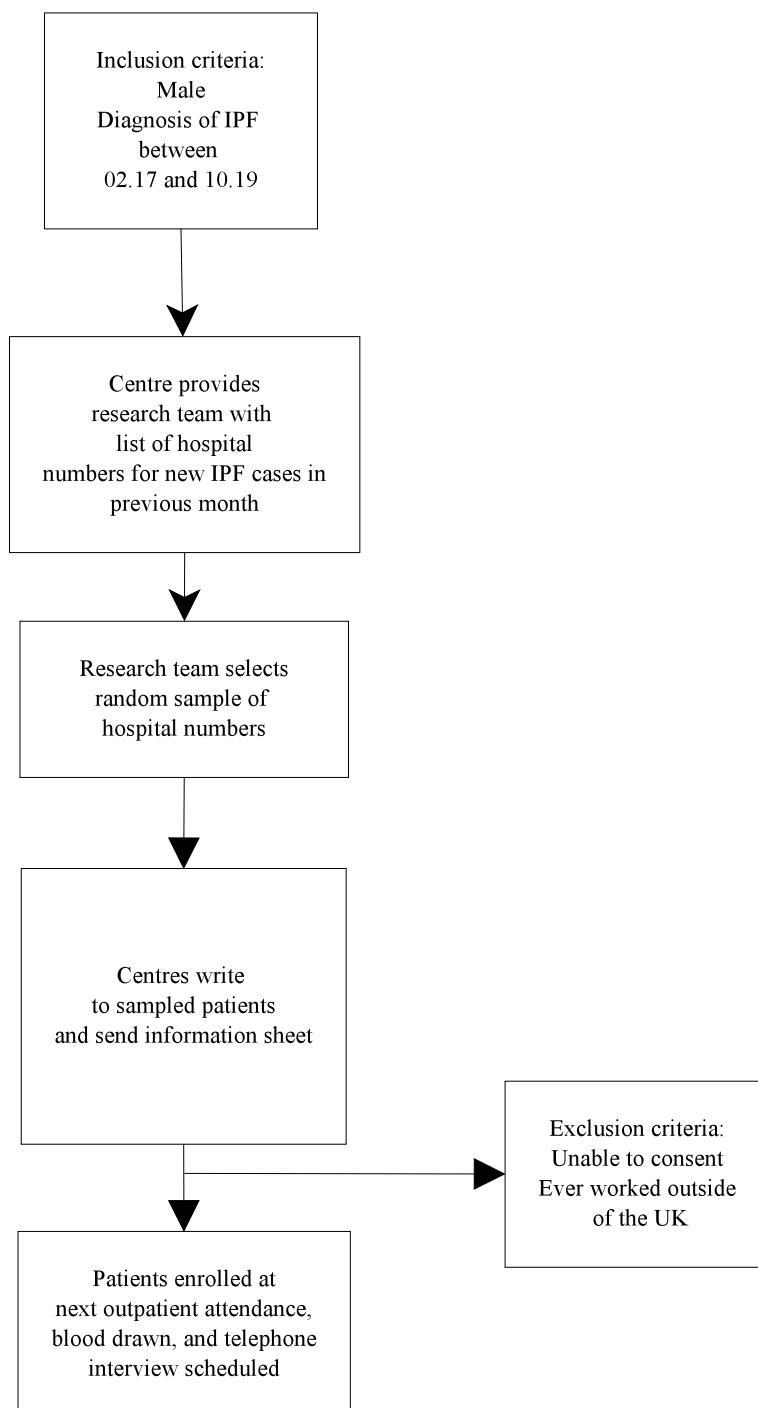 Inclusion criteria:
Male
Diagnosis of IPF
between
02.17 and 10.19
Centre provides
research team with
list of hospital
numbers for new IPF cases in
previous month
Research team selects
random sample of
hospital numbers
Centres write
to sampled patients
and send information sheet
Exclusion criteria:
Unable to consent
Ever worked outside
of the UK
Patients enrolled at
next outpatient attendance,
blood drawn, and telephone
interview scheduled